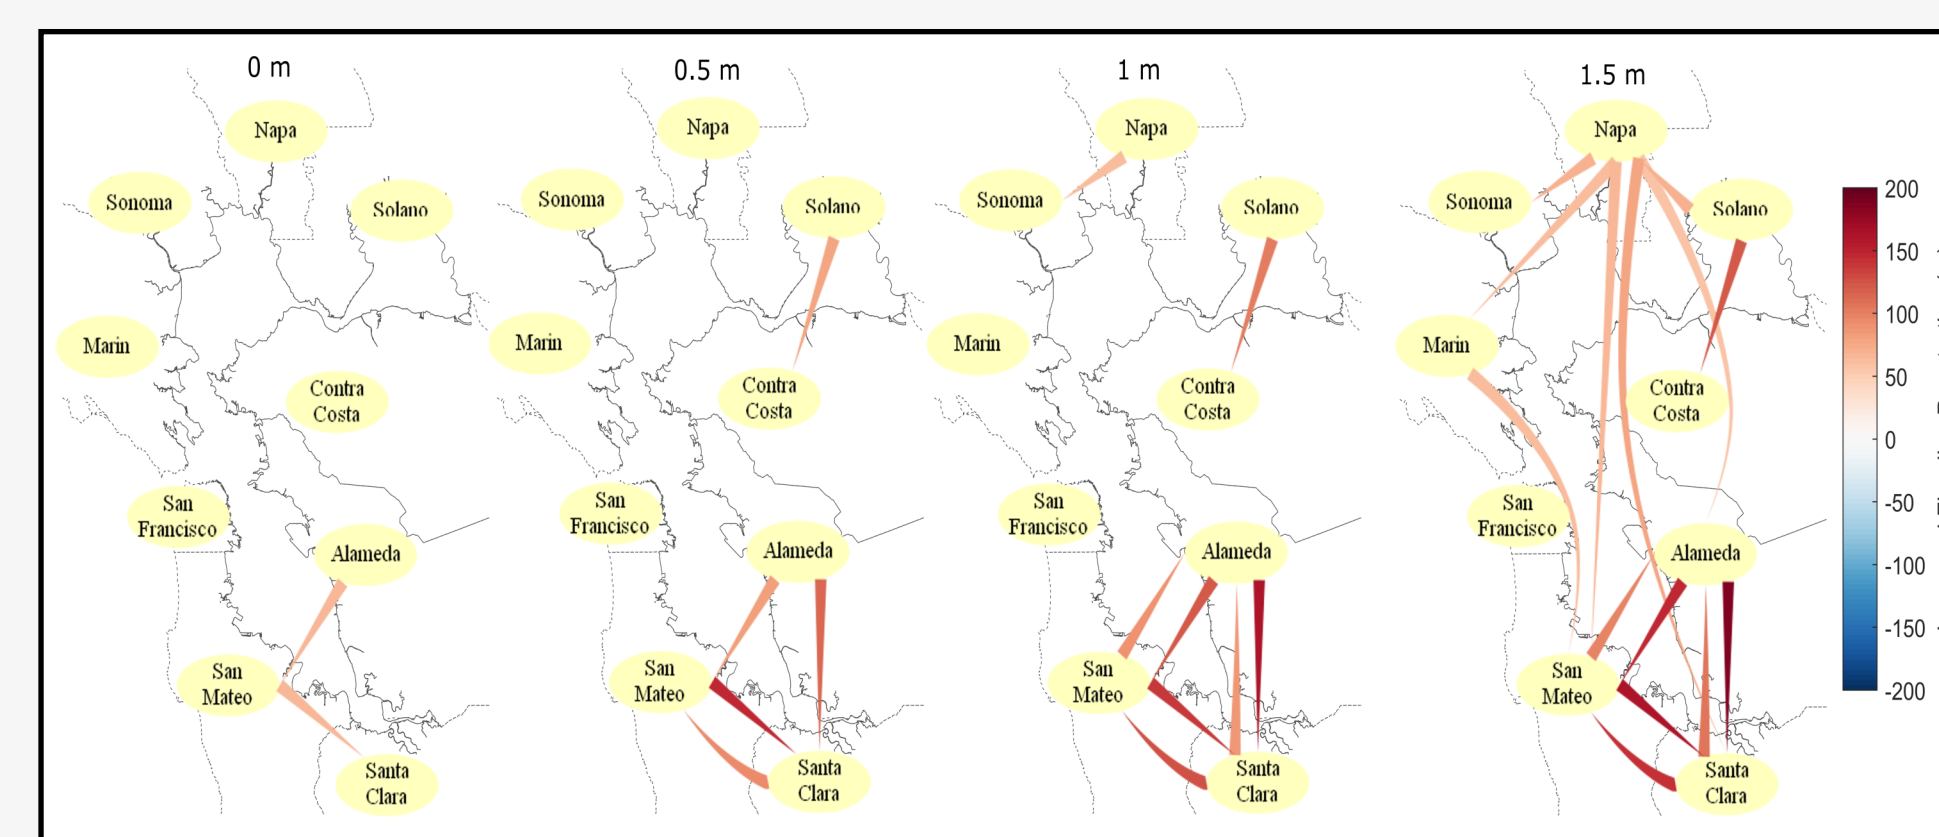 0 m
Napa
Sonoma
Solano
Marin
Contra
Costa
San
Francisco
Alameda
San
Mateo
Santa
Clara
0.5 m
Napa
Sonoma
Solano
Marin
Contra
Costa
San
Francisco
Alameda
San
Mateo
Santa
Clara
1 m
Napa
Sonoma
Solano
Marin
Contra
Costa
San
Francisco
Alameda
San
Mateo
Santa
Clara
1.5 m
Napa
Sonoma
Solano
Marin
Contra
Costa
San
Francisco
Alameda
San
Mateo
Santa
Clara
200
150
100
50
0
-50
-100
-150
-200